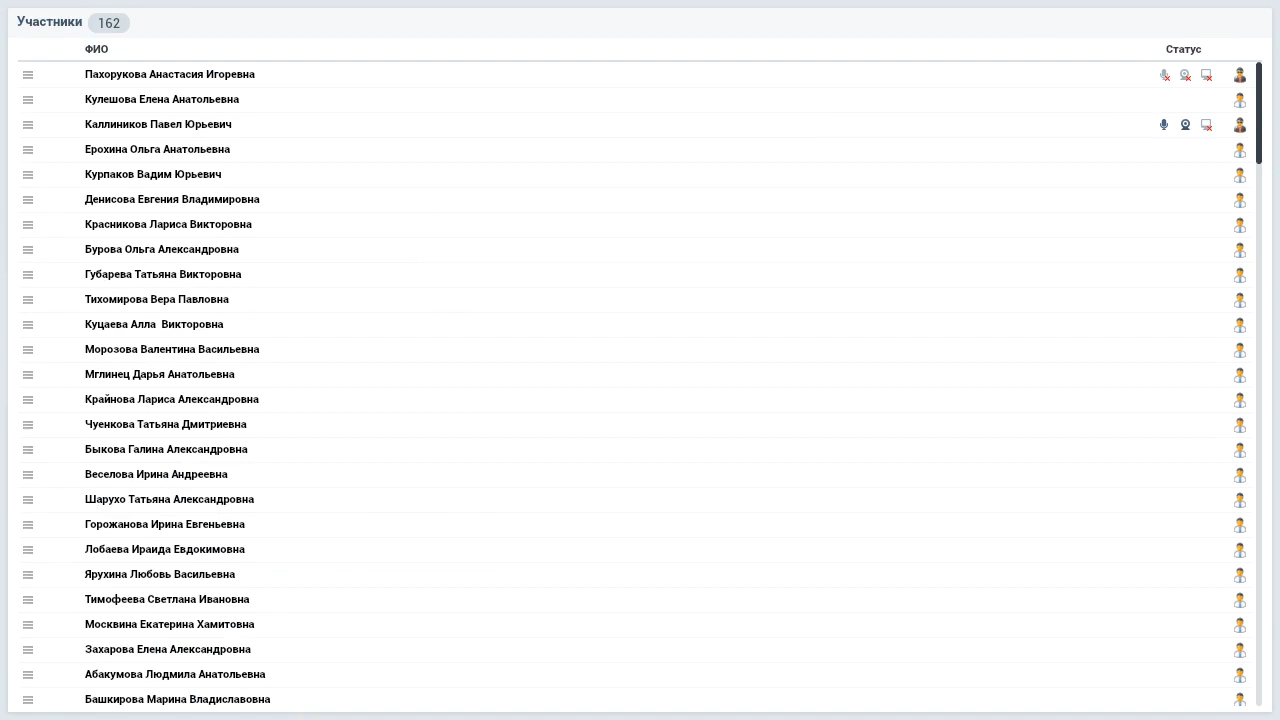 Участники 162
ФИО Статус
Пахорукова Анастасия Игоревна
Кулешова Елена Анатольевна
Каллиников Павел Юрьевич
Ерохина Ольга Анатольевна
Курпаков Вадим Юрьевич
Денисова Евгения Владимировна
Красникова Лариса Викторовна
Бурова Ольга Александровна
Губарева Татьяна Викторовна
Тихомирова Вера Павловна
Куцаева Алла  Викторовна
Морозова Валентина Васильевна
Мглинец Дарья Анатольевна
Крайнова Лариса Александровна
Чуенкова Татьяна Дмитриевна
Быкова Галина Александровна
Веселова Ирина Андреевна
Шарухо Татьяна Александровна
Горожанова Ирина Евгеньевна
Лобаева Ираида Евдокимовна
Ярухина Любовь Васильевна
Тимофеева Светлана Ивановна
Москвина Екатерина Хамитовна
Захарова Елена Александровна
Абакумова Людмила Анатольевна
Башкирова Марина Владиславовна